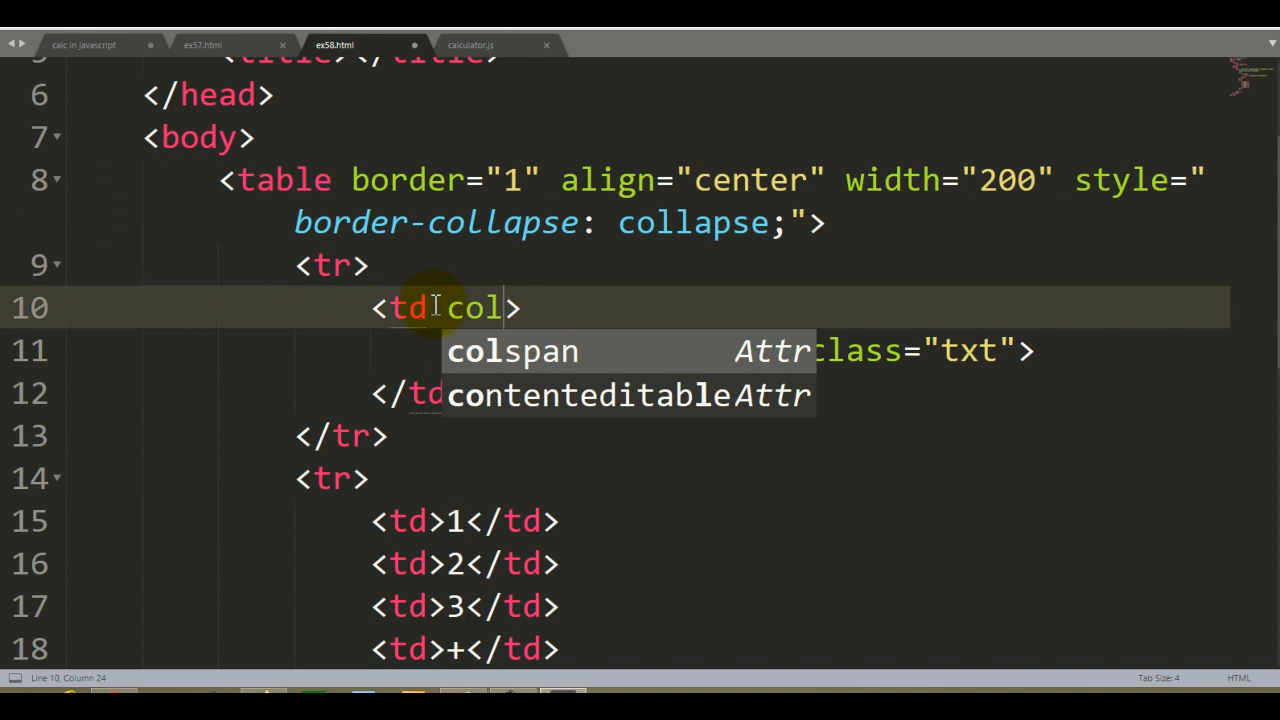 calc in javascript
ex57.html
ex58.html
calculator.js
5 <title></title>
6 </head>
7 <body>
8 <table border="1" align="center" width="200" style="
border-collapse: collapse;">
9 <tr>
10 <td col>
colspan Attr
11 class="txt">
contenteditable Attr
12 </td
13 </tr>
14 <tr>
15 <td>1</td>
16 <td>2</td>
17 <td>3</td>
18 <td>+</td>
Line 10, Column 24
Tab Size: 4
HTML